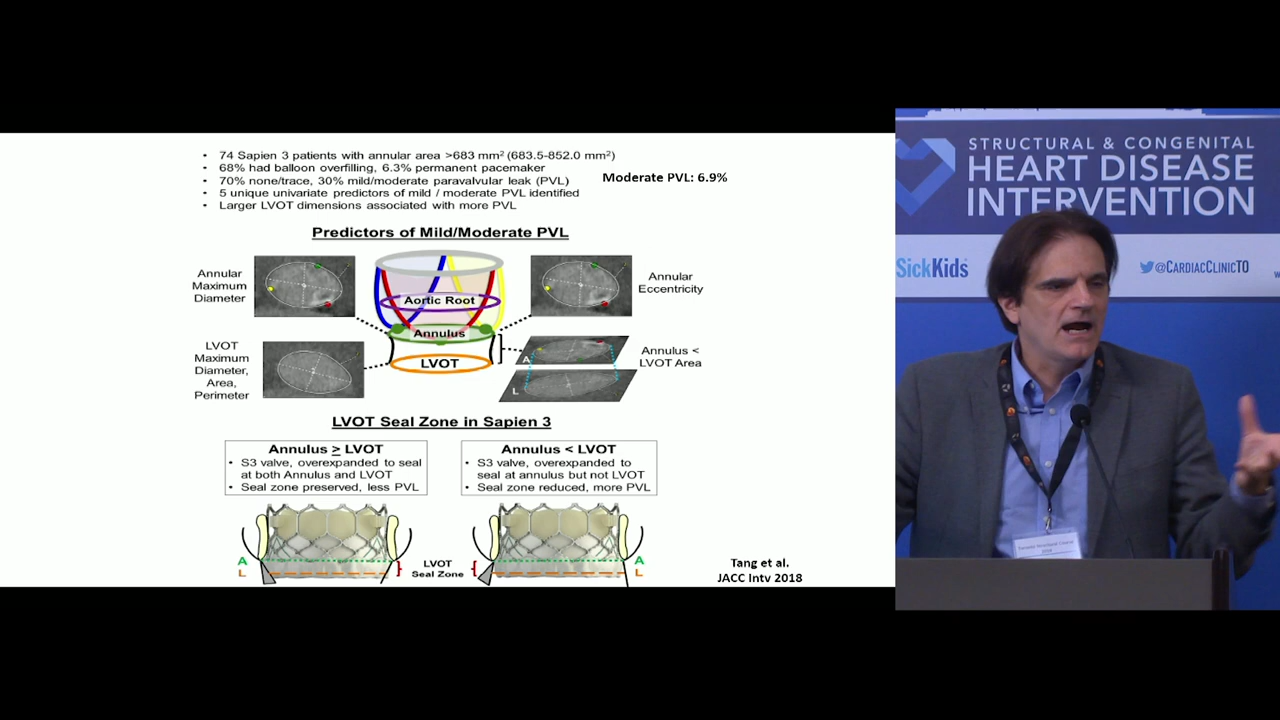 • 74 Sapien 3 patients with annular area >683 mm² (683.5-852.0 mm²)
• 68% had balloon overfilling, 6.3% permanent pacemaker
• 70% none/trace, 30% mild/moderate paravalvular leak (PVL)
• 5 unique univariate predictors of mild / moderate PVL identified
• Larger LVOT dimensions associated with more PVL
Moderate PVL: 6.9%
Predictors of Mild/Moderate PVL
Annular
Maximum
Diameter
Aortic Root
Annulus
LVOT
Annular
Eccentricity
LVOT
Maximum
Diameter,
Area,
Perimeter
A
L
Annulus <
LVOT Area
LVOT Seal Zone in Sapien 3
Annulus ≥ LVOT
• S3 valve, overexpanded to seal
at both Annulus and LVOT
• Seal zone preserved, less PVL
Annulus < LVOT
• S3 valve, overexpanded to
seal at annulus but not LVOT
• Seal zone reduced, more PVL
A
L
LVOT
Seal Zone
A
L
Tang et al.
JACC Intv 2018
STRUCTURAL & CONGENITAL
HEART DISEASE
INTERVENTION
SickKids
@CARDIACCLINICTO